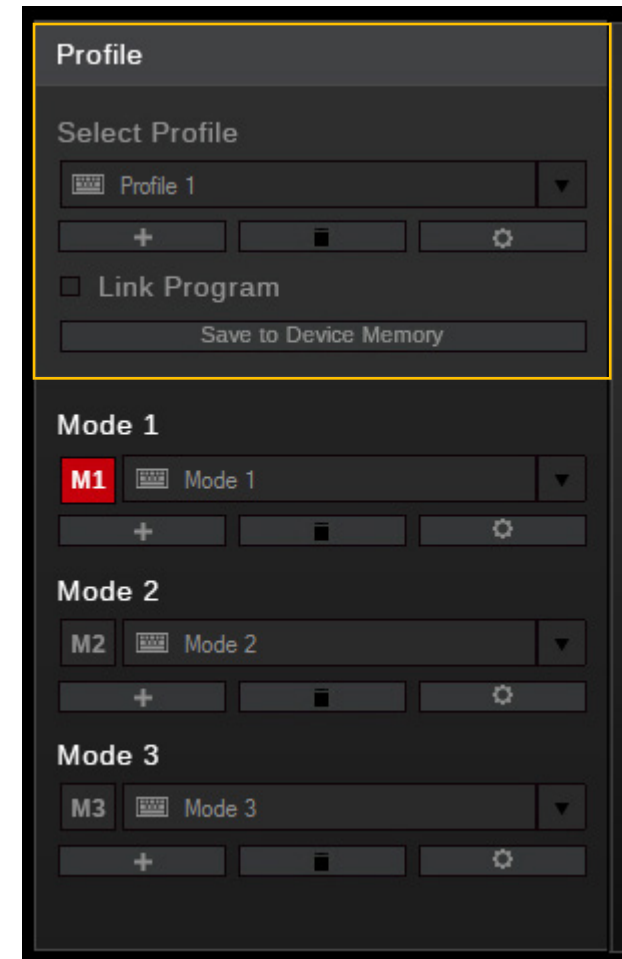 Profile
Select Profile
Profile 1
Link Program
Save to Device Memory
Mode 1
M1 Mode 1
Mode 2
M2 Mode 2
Mode 3
M3 Mode 3